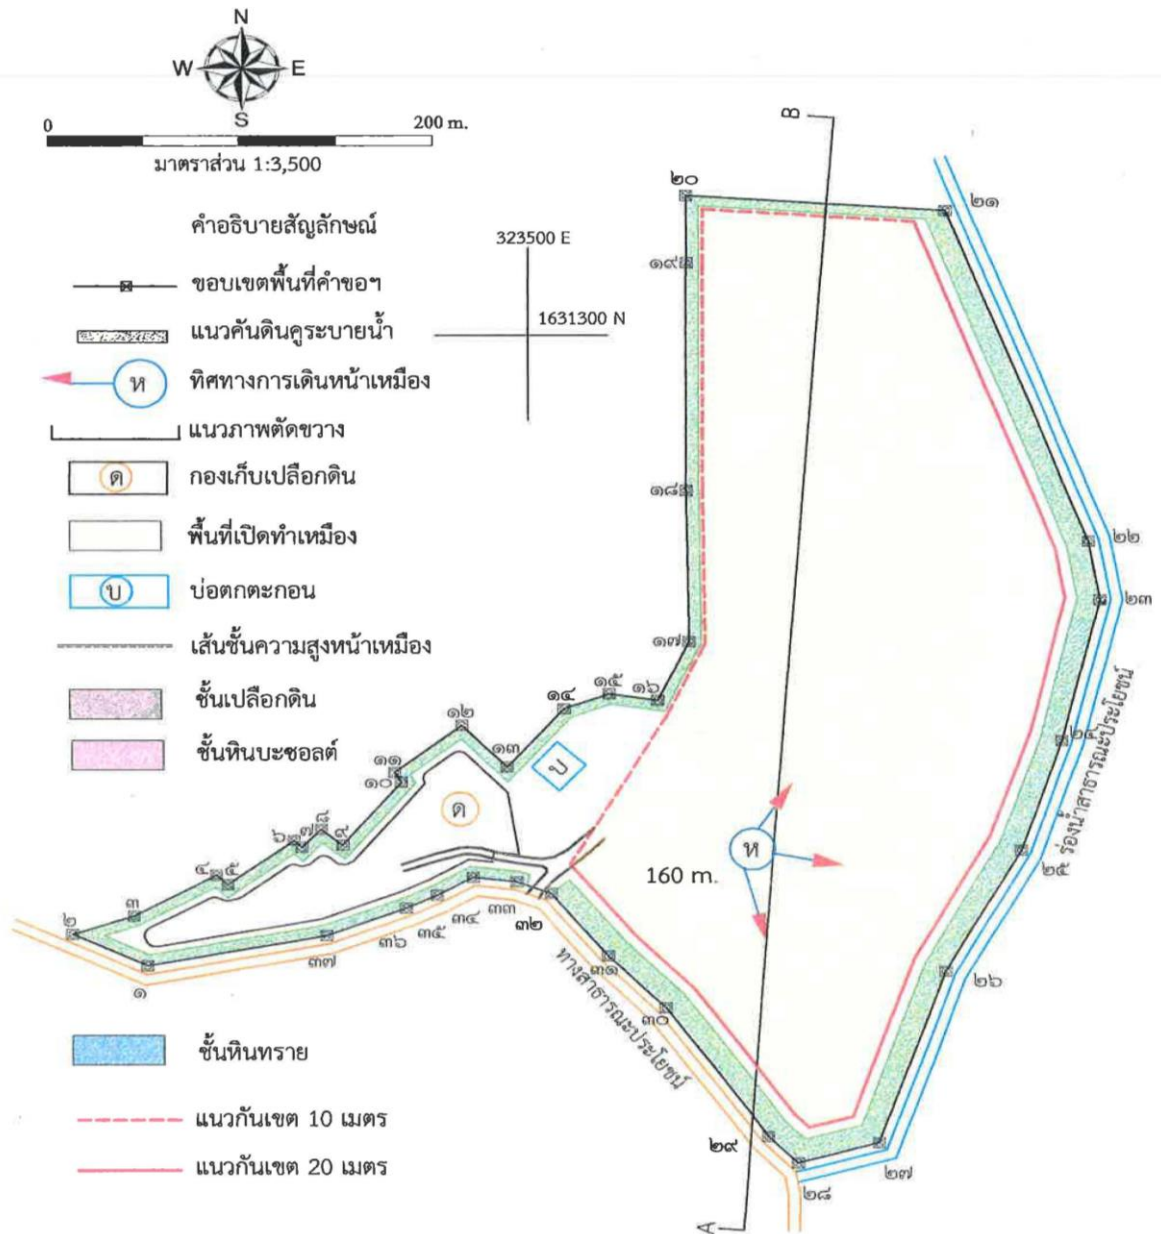 N
W E
S
0 200 m.
มาตราส่วน 1:3,500
คำอธิบายสัญลักษณ์
ขอบเขตพื้นที่คำขอฯ
แนวคันดินคูระบายน้ำ
ห ทิศทางการเดินหน้าเหมือง
แนวภาพตัดขวาง
ด กองเก็บเปลือกดิน
พื้นที่เปิดทำเหมือง
บ บ่อตกตะกอน
เส้นชั้นความสูงหน้าเหมือง
ชั้นเปลือกดิน
ชั้นหินบะซอลต์
ชั้นหินทราย
แนวกันเขต 10 เมตร
แนวกันเขต 20 เมตร
323500 E
1631300 N
B
๒๐
๒๑
๑๙
๑๘
๒๒
๒๓
๑๗
๑๖
๑๕
๑๔
๑๓
๑๒
๑๑
๑๐
๙
๘
๗
๖
๕
๔
๓
๒
๑
บ
ด
ห
160 m.
๒๔
ร่องน้ำสาธารณะประโยชน์
๒๕
๒๖
๒๗
๒๘
๒๙
๓๐
๓๑
๓๒
๓๓
๓๔
๓๕
๓๖
๓๗
ทางสาธารณะประโยชน์
A